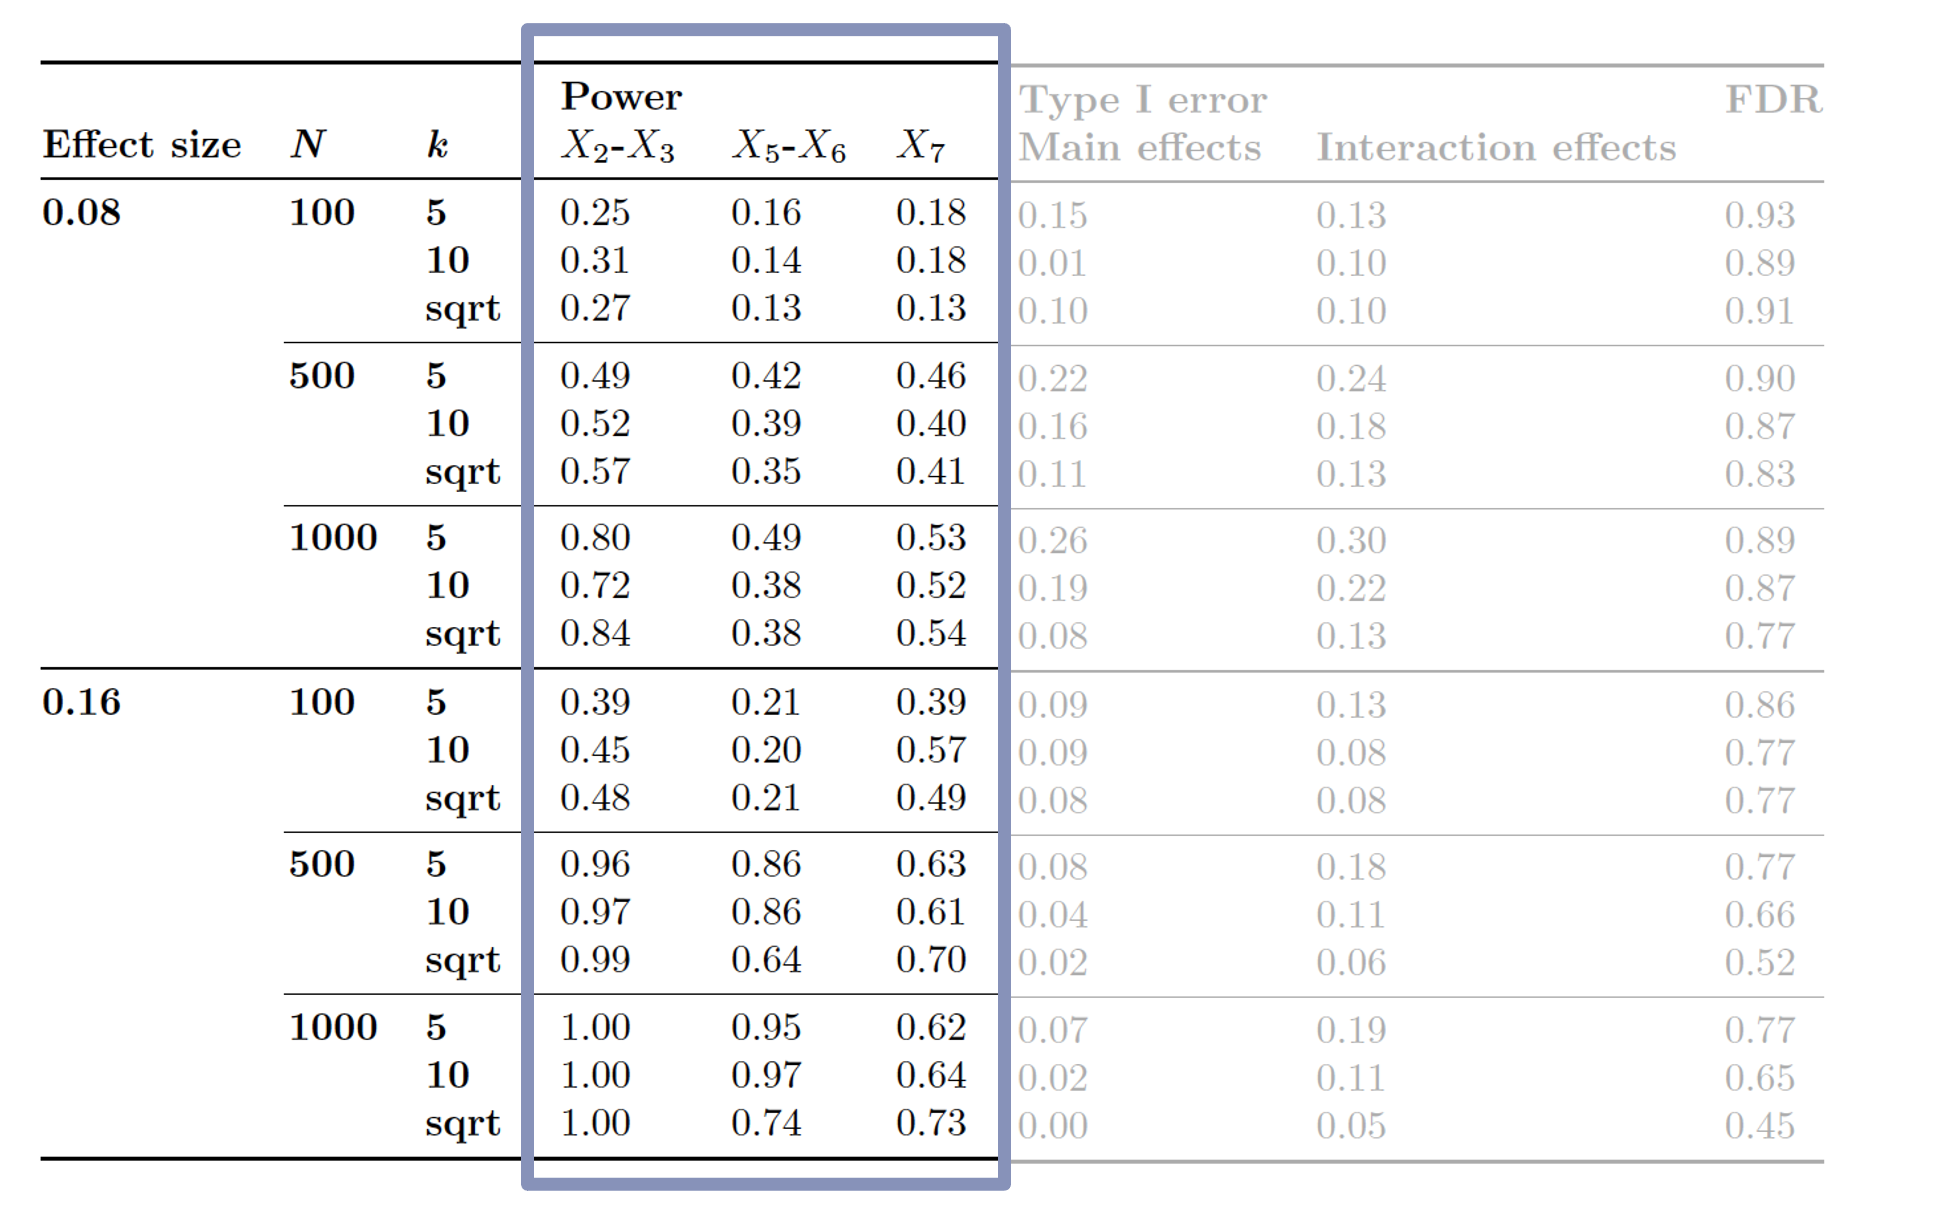 Power Type I error FDR
Effect size N k X2-X3 X5-X6 X7 Main effects Interaction effects
0.08 100 5 0.25 0.16 0.18 0.15 0.13 0.93
10 0.31 0.14 0.18 0.01 0.10 0.89
sqrt 0.27 0.13 0.13 0.10 0.10 0.91
500 5 0.49 0.42 0.46 0.22 0.24 0.90
10 0.52 0.39 0.40 0.16 0.18 0.87
sqrt 0.57 0.35 0.41 0.11 0.13 0.83
1000 5 0.80 0.49 0.53 0.26 0.30 0.89
10 0.72 0.38 0.52 0.19 0.22 0.87
sqrt 0.84 0.38 0.54 0.08 0.13 0.77
0.16 100 5 0.39 0.21 0.39 0.09 0.13 0.86
10 0.45 0.20 0.57 0.09 0.08 0.77
sqrt 0.48 0.21 0.49 0.08 0.08 0.77
500 5 0.96 0.86 0.63 0.08 0.18 0.77
10 0.97 0.86 0.61 0.04 0.11 0.66
sqrt 0.99 0.64 0.70 0.02 0.06 0.52
1000 5 1.00 0.95 0.62 0.07 0.19 0.77
10 1.00 0.97 0.64 0.02 0.11 0.65
sqrt 1.00 0.74 0.73 0.00 0.05 0.45